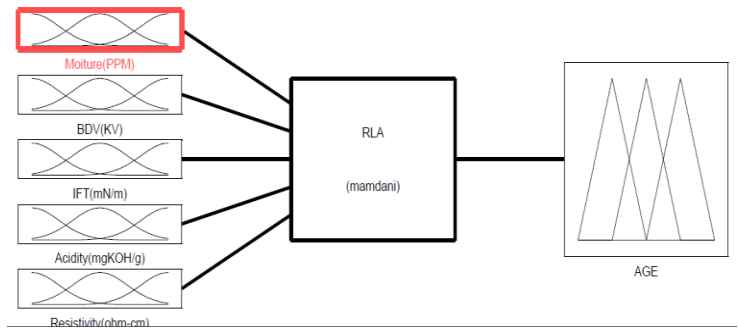 Moiture(PPM)
BDV(KV)
IFT(mN/m)
Acidity(mgKOH/g)
Resistivity(ohm-cm)
RLA
(mamdani)
AGE